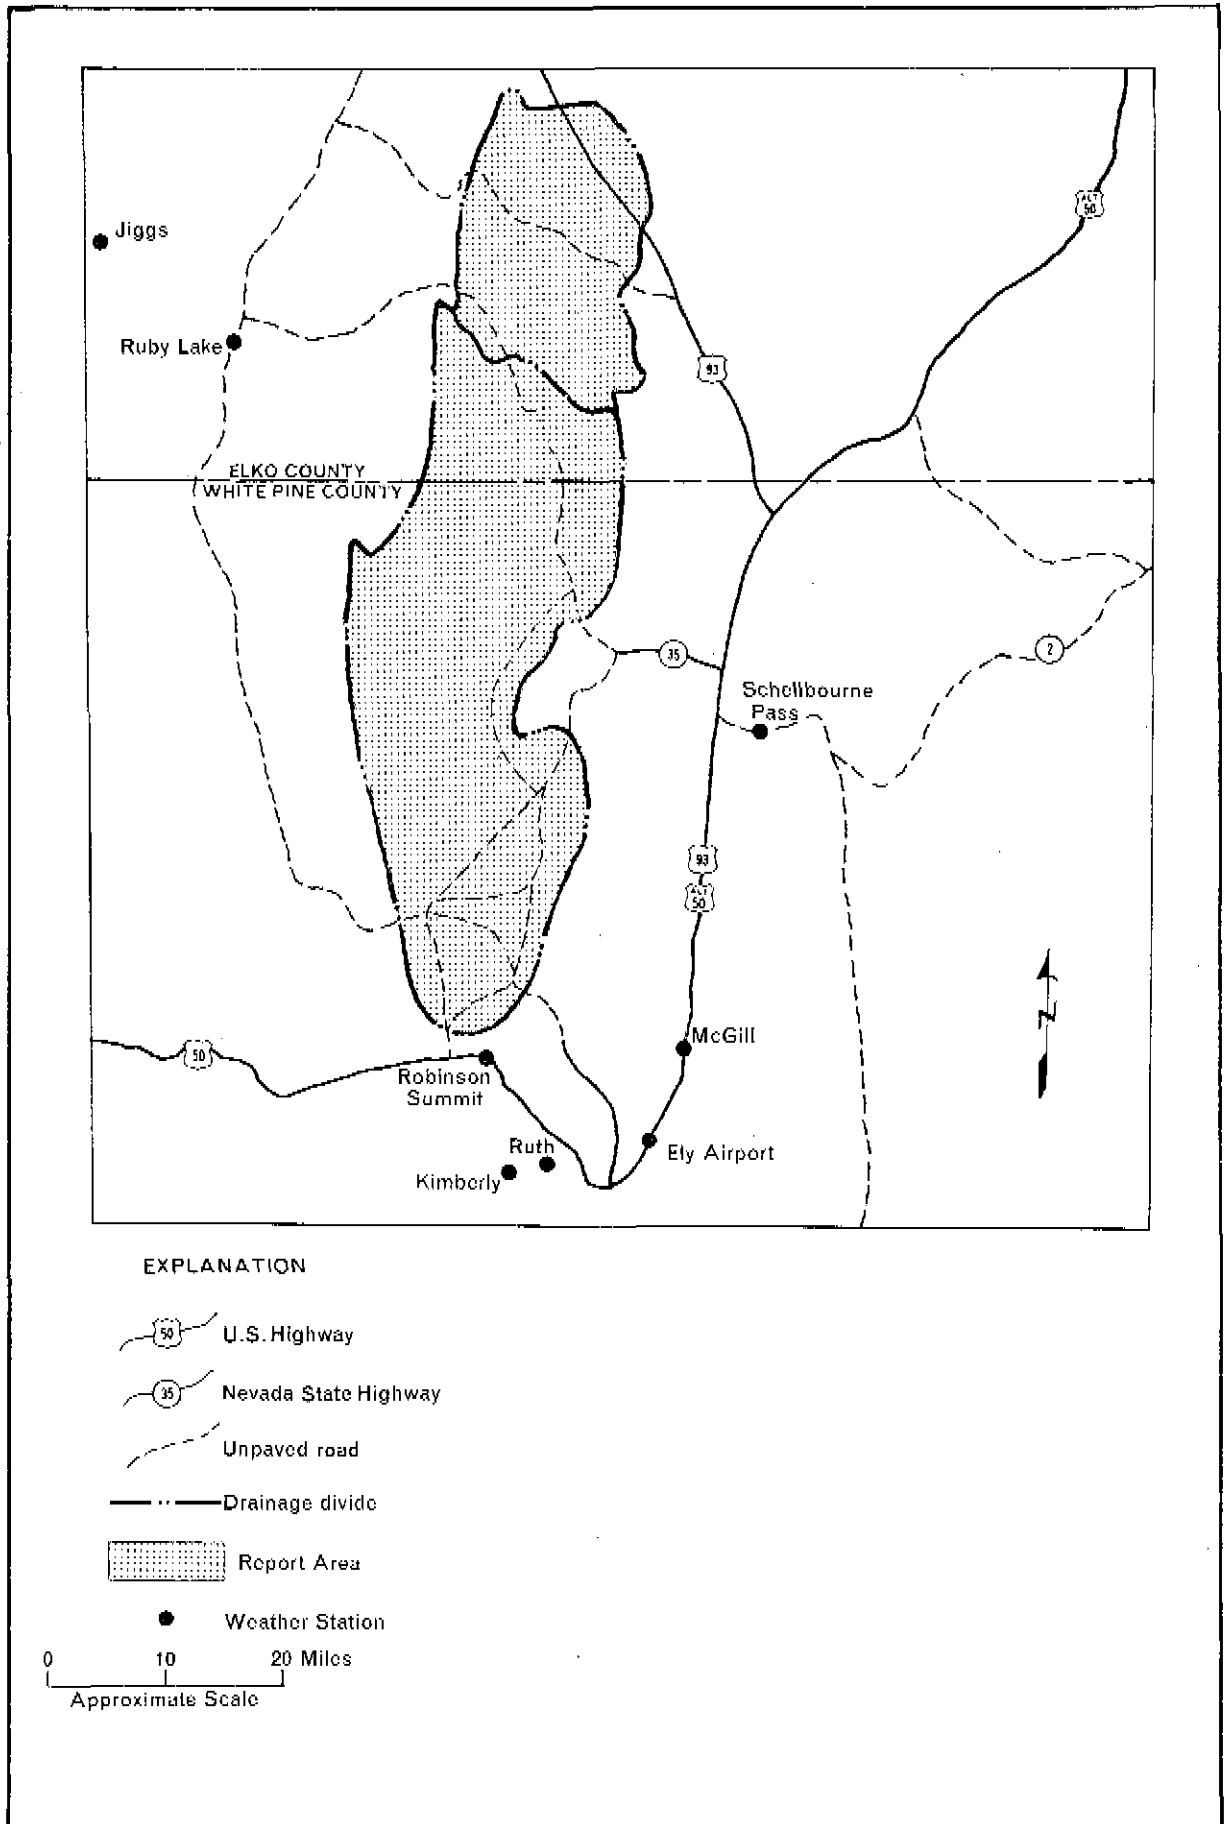 ALT
50
Jiggs
Ruby Lake
93
ELKO COUNTY
WHITE PINE COUNTY
35
2
Schellbourne
Pass
93
ALT
50
N
McGill
50
Robinson
Summit
Ruth
Ely Airport
Kimberly
EXPLANATION
50 U.S. Highway
35 Nevada State Highway
Unpaved road
Drainage divide
Report Area
Weather Station
0 10 20 Miles
Approximate Scale